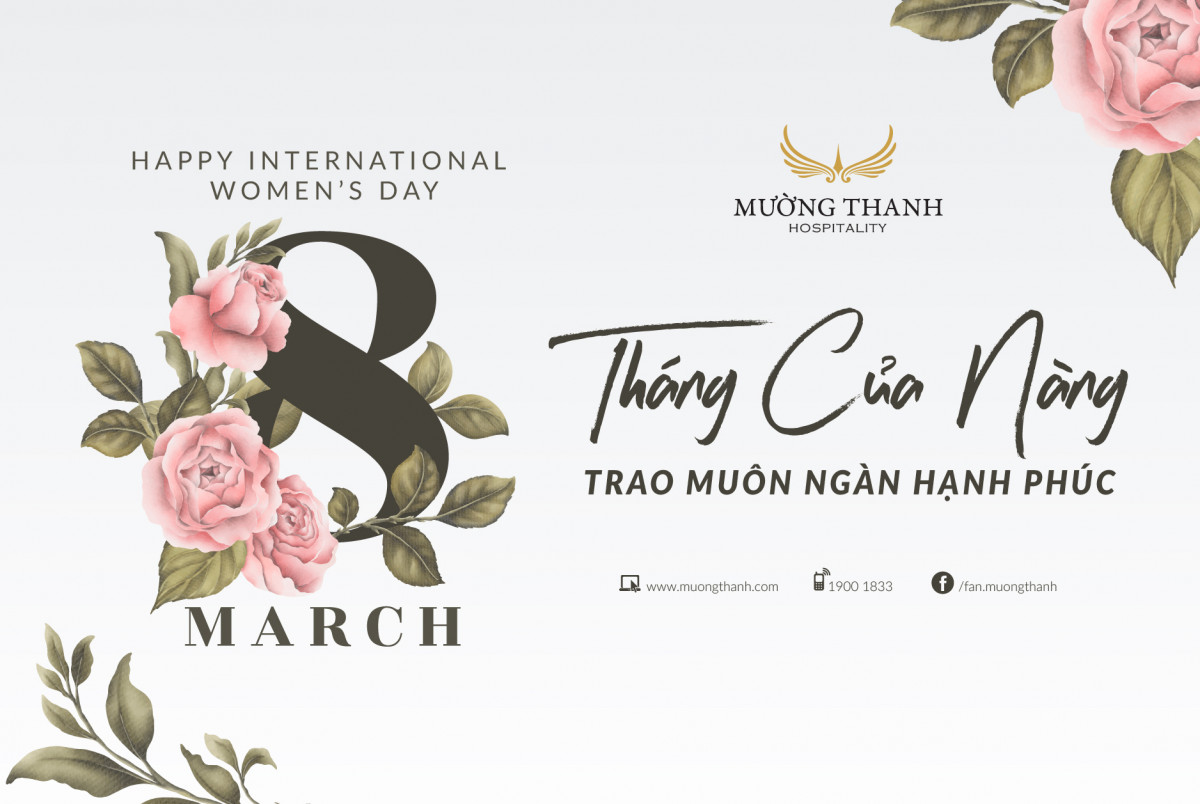 HAPPY INTERNATIONAL
WOMEN'S DAY
8
MARCH
MƯỜNG THANH
HOSPITALITY
Tháng Của Nàng
TRAO MUÔN NGÀN HẠNH PHÚC
www.muongthanh.com 1900 1833 /fan.muongthanh